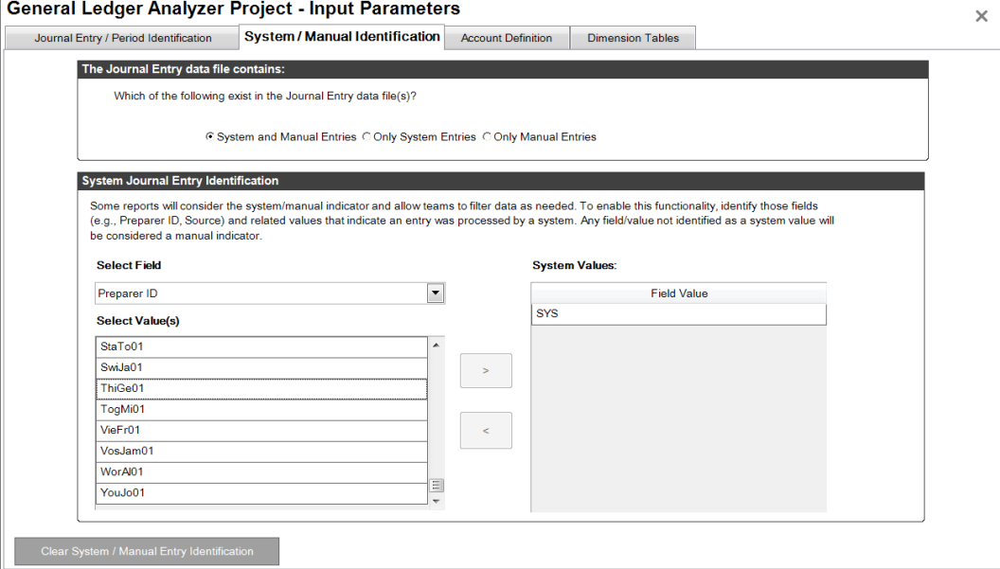 General Ledger Analyzer Project - Input Parameters
×
Journal Entry / Period Identification
System / Manual Identification
Account Definition
Dimension Tables
The Journal Entry data file contains:
Which of the following exist in the Journal Entry data file(s)?
System and Manual Entries
Only System Entries
Only Manual Entries
System Journal Entry Identification
Some reports will consider the system/manual indicator and allow teams to filter data as needed. To enable this functionality, identify those fields
(e.g., Preparer ID, Source) and related values that indicate an entry was processed by a system. Any field/value not identified as a system value will
be considered a manual indicator.
Select Field
Preparer ID
Select Value(s)
StaTo01
SwiJa01
ThiGe01
TogMi01
VieFr01
VosJam01
WorAl01
YouJo01
>
<
System Values:
Field Value
SYS
Clear System / Manual Entry Identification